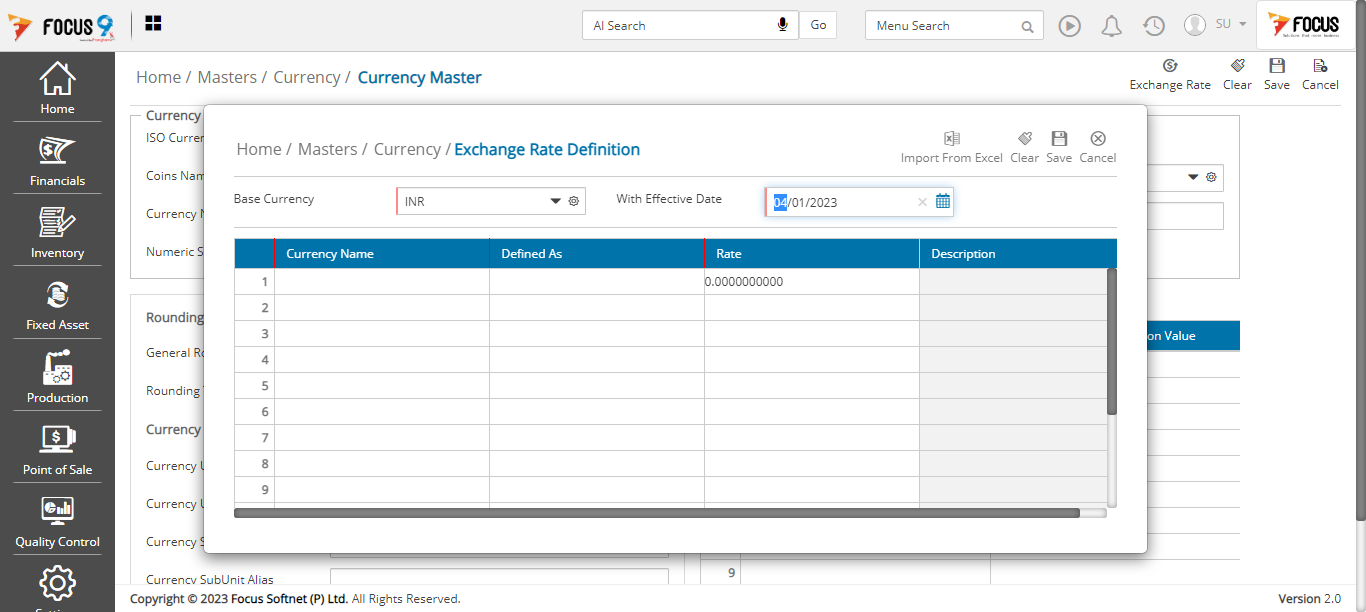 FOCUS 9
AI Search
Go
Menu Search
SU
FOCUS
Home
Financials
Inventory
Fixed Asset
Production
Point of Sale
Quality Control
Home / Masters / Currency / Currency Master
Exchange Rate Clear Save Cancel
Currency
ISO Curren
Coins Nam
Currency N
Numeric S
Rounding
General Ro
Rounding
Currency
Currency U
Currency U
Currency S
Currency SubUnit Alias
on Value
9
Home / Masters / Currency / Exchange Rate Definition
Import From Excel Clear Save Cancel
Base Currency INR With Effective Date 04/01/2023
Currency Name Defined As Rate Description
1 0.0000000000
2
3
4
5
6
7
8
9
Copyright © 2023 Focus Softnet (P) Ltd. All Rights Reserved.
Version 2.0